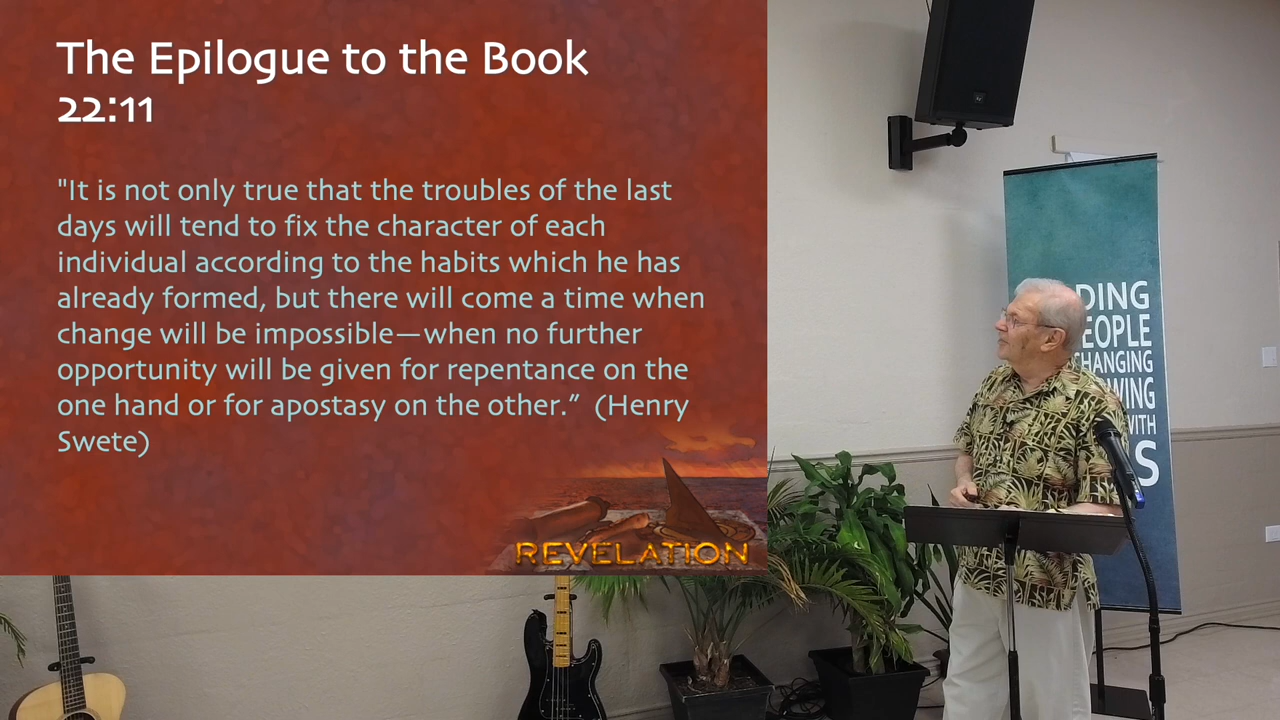 The Epilogue to the Book
22:11
"It is not only true that the troubles of the last
days will tend to fix the character of each
individual according to the habits which he has
already formed, but there will come a time when
change will be impossible—when no further
opportunity will be given for repentance on the
one hand or for apostasy on the other.” (Henry
Swete)
REVELATION
DING
EOPLE
HANGING
WING
WITH
S